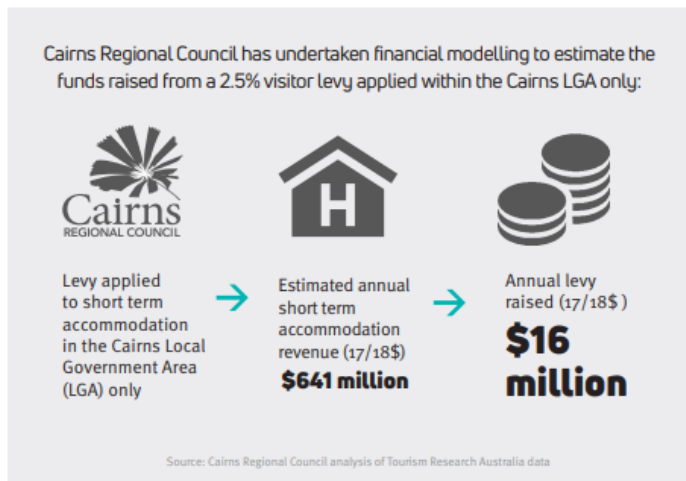 Cairns Regional Council has undertaken financial modelling to estimate the
funds raised from a 2.5% visitor levy applied within the Cairns LGA only:
Cairns
REGIONAL COUNCIL
Levy applied
to short term
accommodation
in the Cairns Local
Government Area
(LGA) only
H
Estimated annual
short term
accommodation
revenue (17/18$)
$641 million
Annual levy
raised (17/18$ )
$16
million
Source: Cairns Regional Council analysis of Tourism Research Australia data